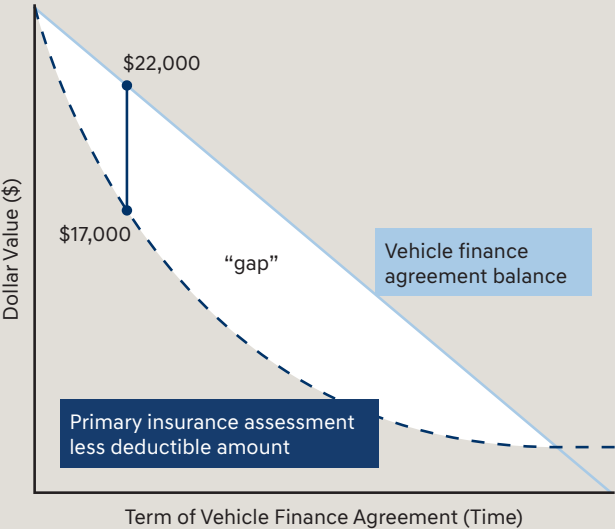 $22,000
Dollar Value ($)
$17,000
“gap”
Vehicle finance
agreement balance
Primary insurance assessment
less deductible amount
Term of Vehicle Finance Agreement (Time)